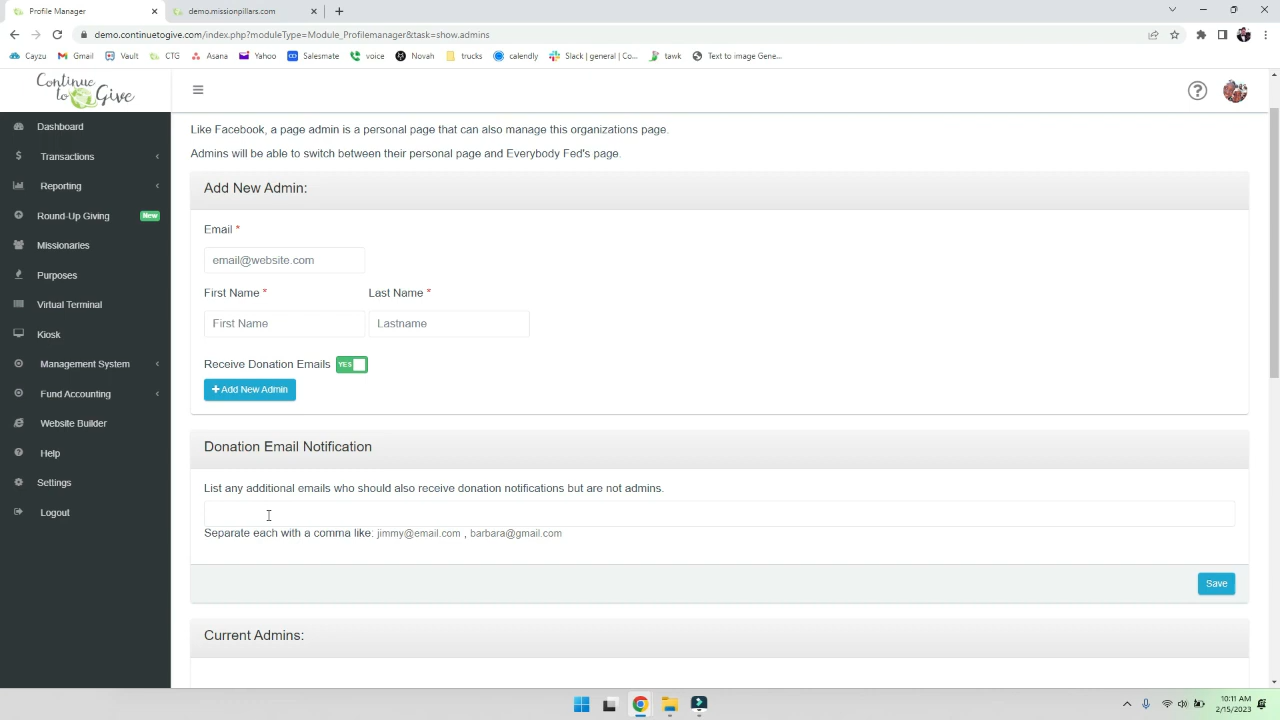 Profile Manager
demo.missionpillars.com
demo.continuetogive.com/index.php?moduleType=Module_Profilemanager&task=show.admins
Cayzu
Gmail
Vault
CTG
Asana
Yahoo
Salesmate
voice
Novah
trucks
calendly
Slack | general | Co...
tawk
Text to image Gene...
Continue to Give
Dashboard
Transactions
Reporting
Round-Up Giving New
Missionaries
Purposes
Virtual Terminal
Kiosk
Management System
Fund Accounting
Website Builder
Help
Settings
Logout
Like Facebook, a page admin is a personal page that can also manage this organizations page.
Admins will be able to switch between their personal page and Everybody Fed's page.
Add New Admin:
Email *
email@website.com
First Name * Last Name *
First Name Lastname
Receive Donation Emails YES
+ Add New Admin
Donation Email Notification
List any additional emails who should also receive donation notifications but are not admins.
Separate each with a comma like: jimmy@email.com , barbara@gmail.com
Save
Current Admins:
10:11 AM
2/15/2023